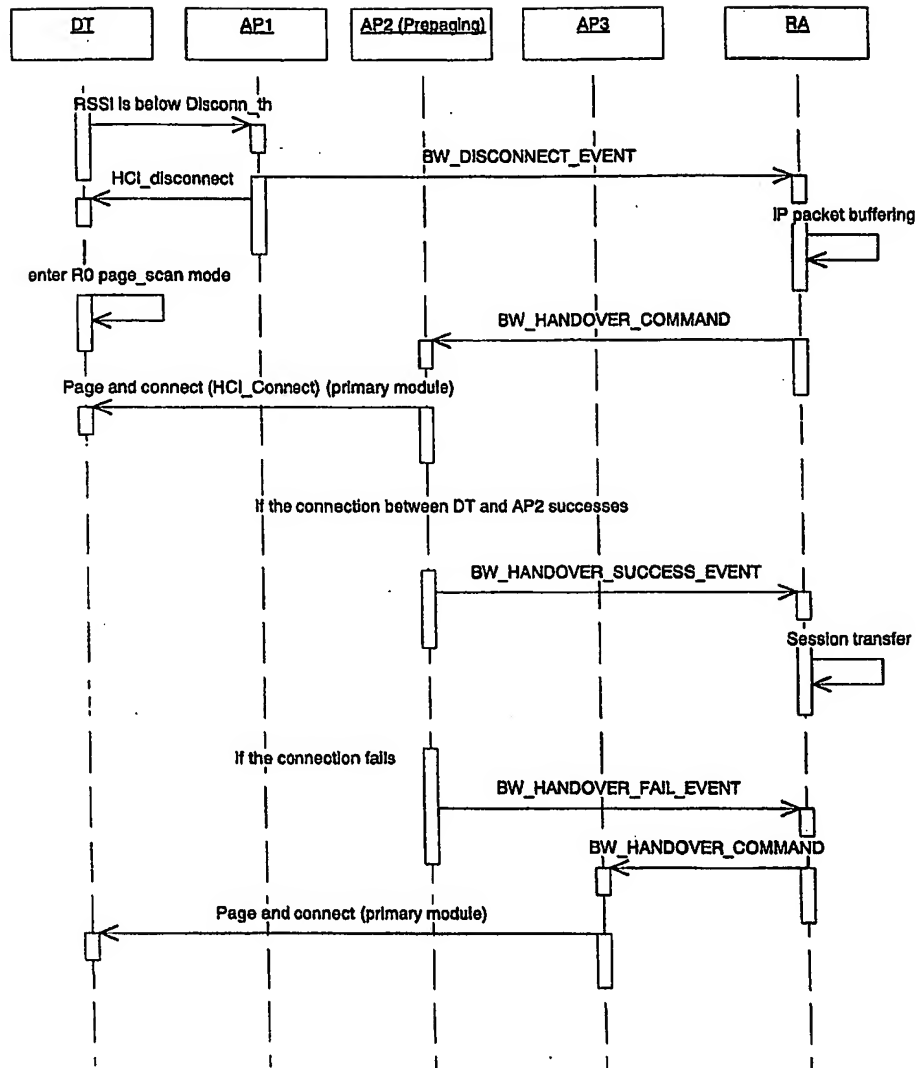 DT AP1 AP2 (Prepaging) AP3 RA
RSSI is below Disconn_th
BW_DISCONNECT_EVENT
HCI_disconnect
IP packet buffering
enter R0 page_scan mode
BW_HANDOVER_COMMAND
Page and connect (HCI_Connect) (primary module)
If the connection between DT and AP2 successes
BW_HANDOVER_SUCCESS_EVENT
Session transfer
If the connection fails
BW_HANDOVER_FAIL_EVENT
BW_HANDOVER_COMMAND
Page and connect (primary module)